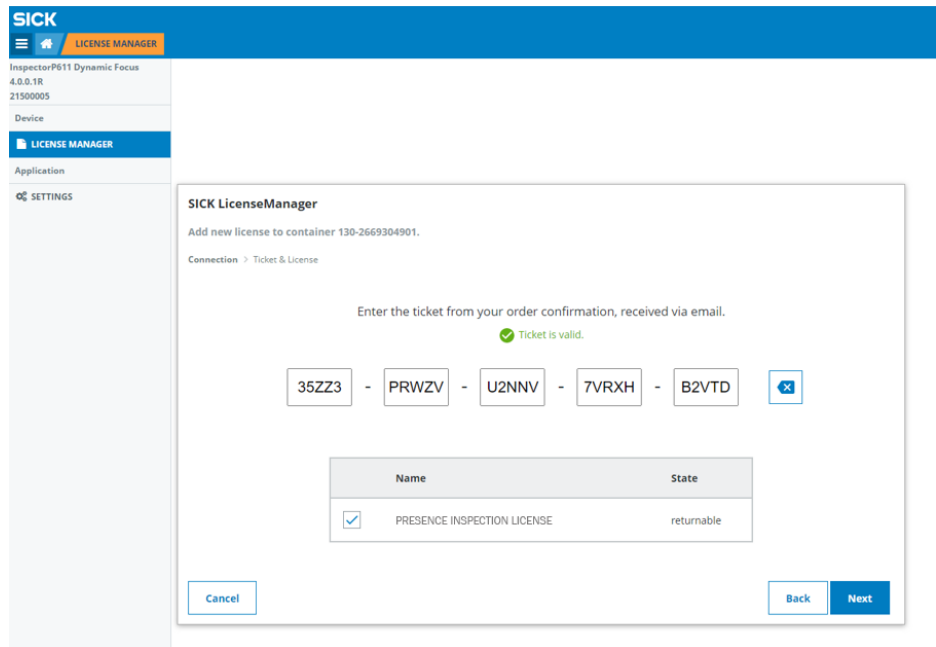 SICK
LICENSE MANAGER
InspectorP611 Dynamic Focus
4.0.0.1R
21500005
Device
LICENSE MANAGER
Application
SETTINGS
SICK LicenseManager
Add new license to container 130-2669304901.
Connection > Ticket & License
Enter the ticket from your order confirmation, received via email.
Ticket is valid.
35ZZ3 - PRWZV - U2NNV - 7VRXH - B2VTD
Name State
PRESENCE INSPECTION LICENSE returnable
Cancel Back Next